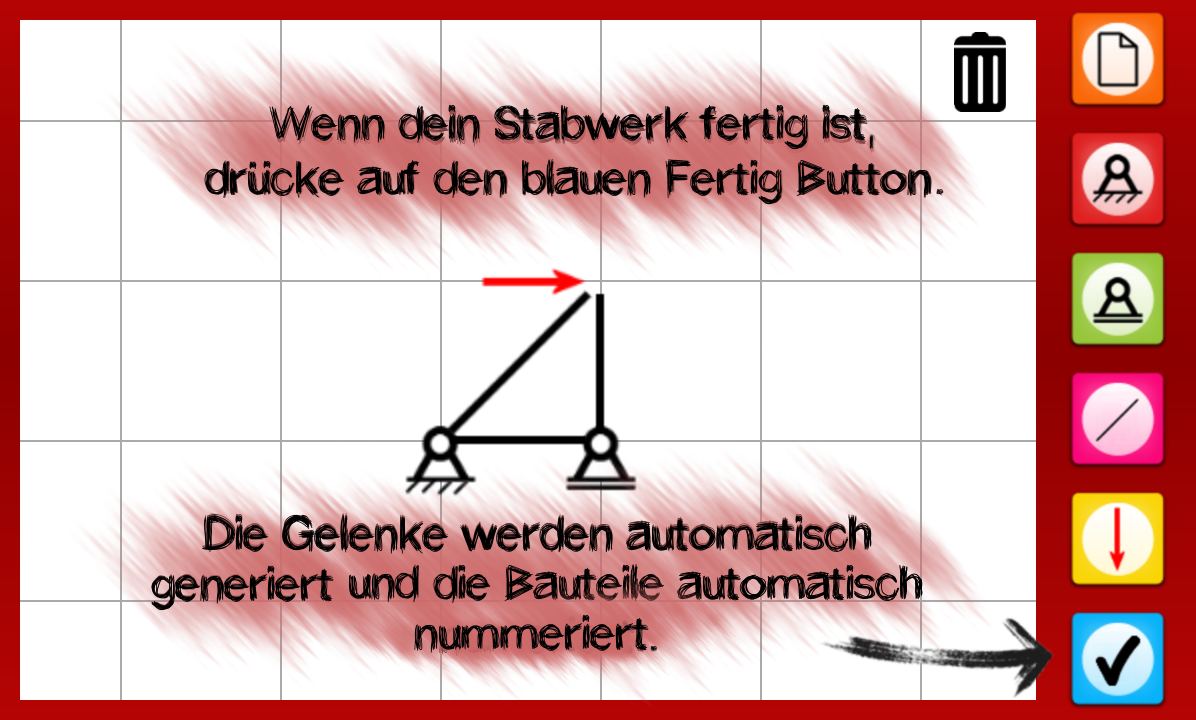 Wenn dein Stabwerk fertig ist,
drücke auf den blauen Fertig Button.
Die Gelenke werden automatisch
generiert und die Bauteile automatisch
nummeriert.